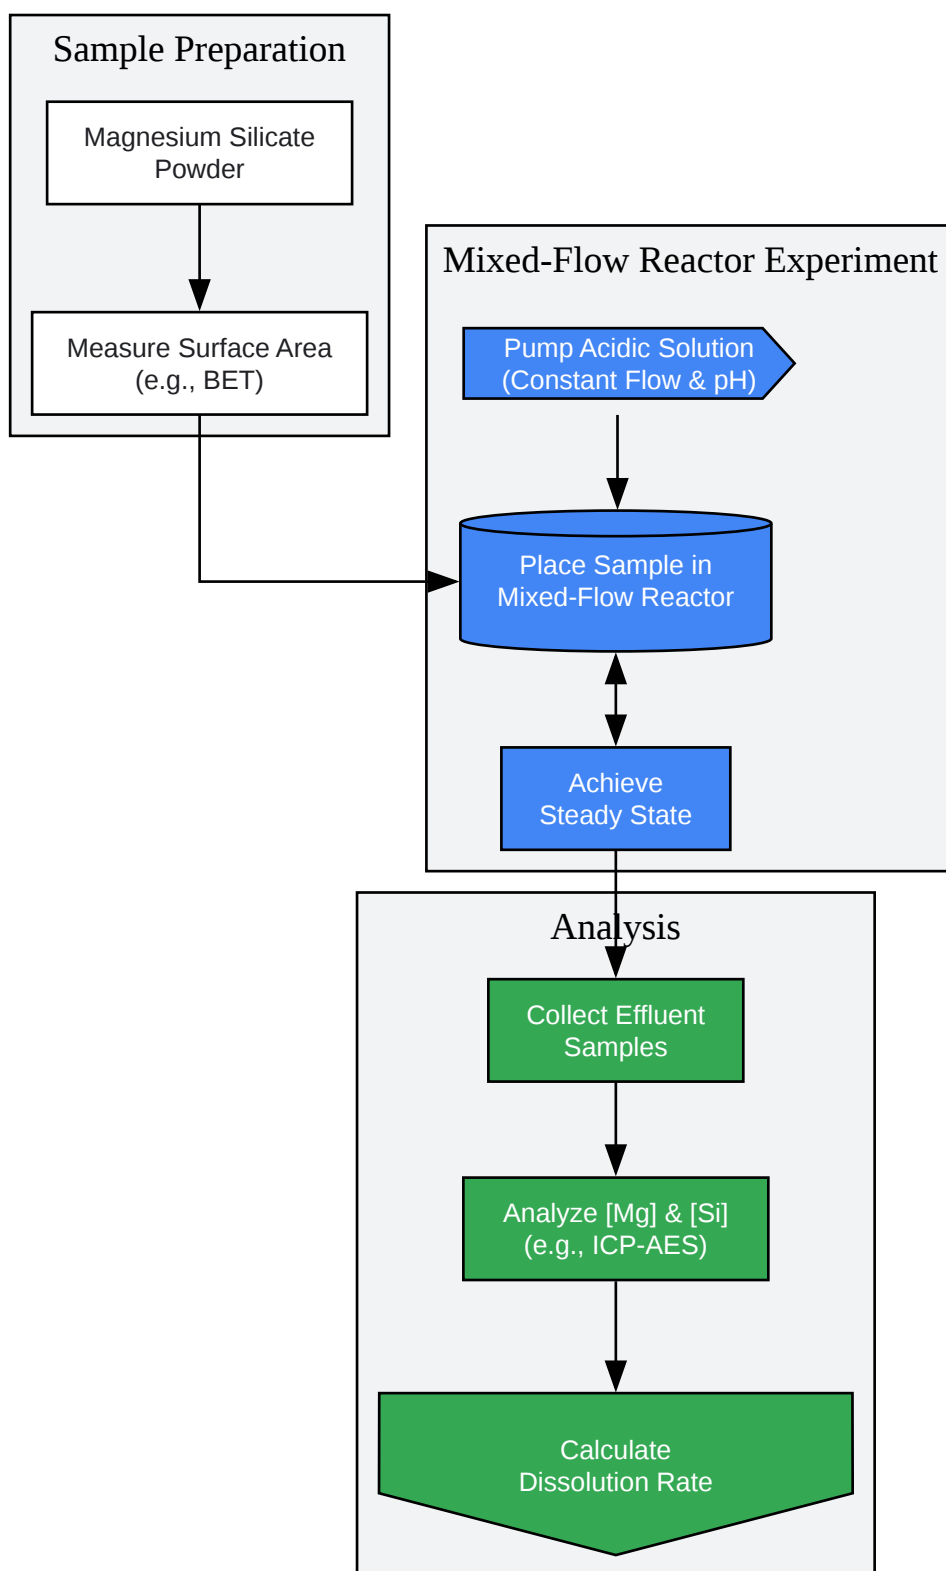 Sample Preparation
Magnesium Silicate
Powder
Measure Surface Area
(e.g., BET)
Mixed-Flow Reactor Experiment
Pump Acidic Solution
(Constant Flow & pH)
Place Sample in
Mixed-Flow Reactor
Achieve
Steady State
Analysis
Collect Effluent
Samples
Analyze [Mg] & [Si]
(e.g., ICP-AES)
Calculate
Dissolution Rate